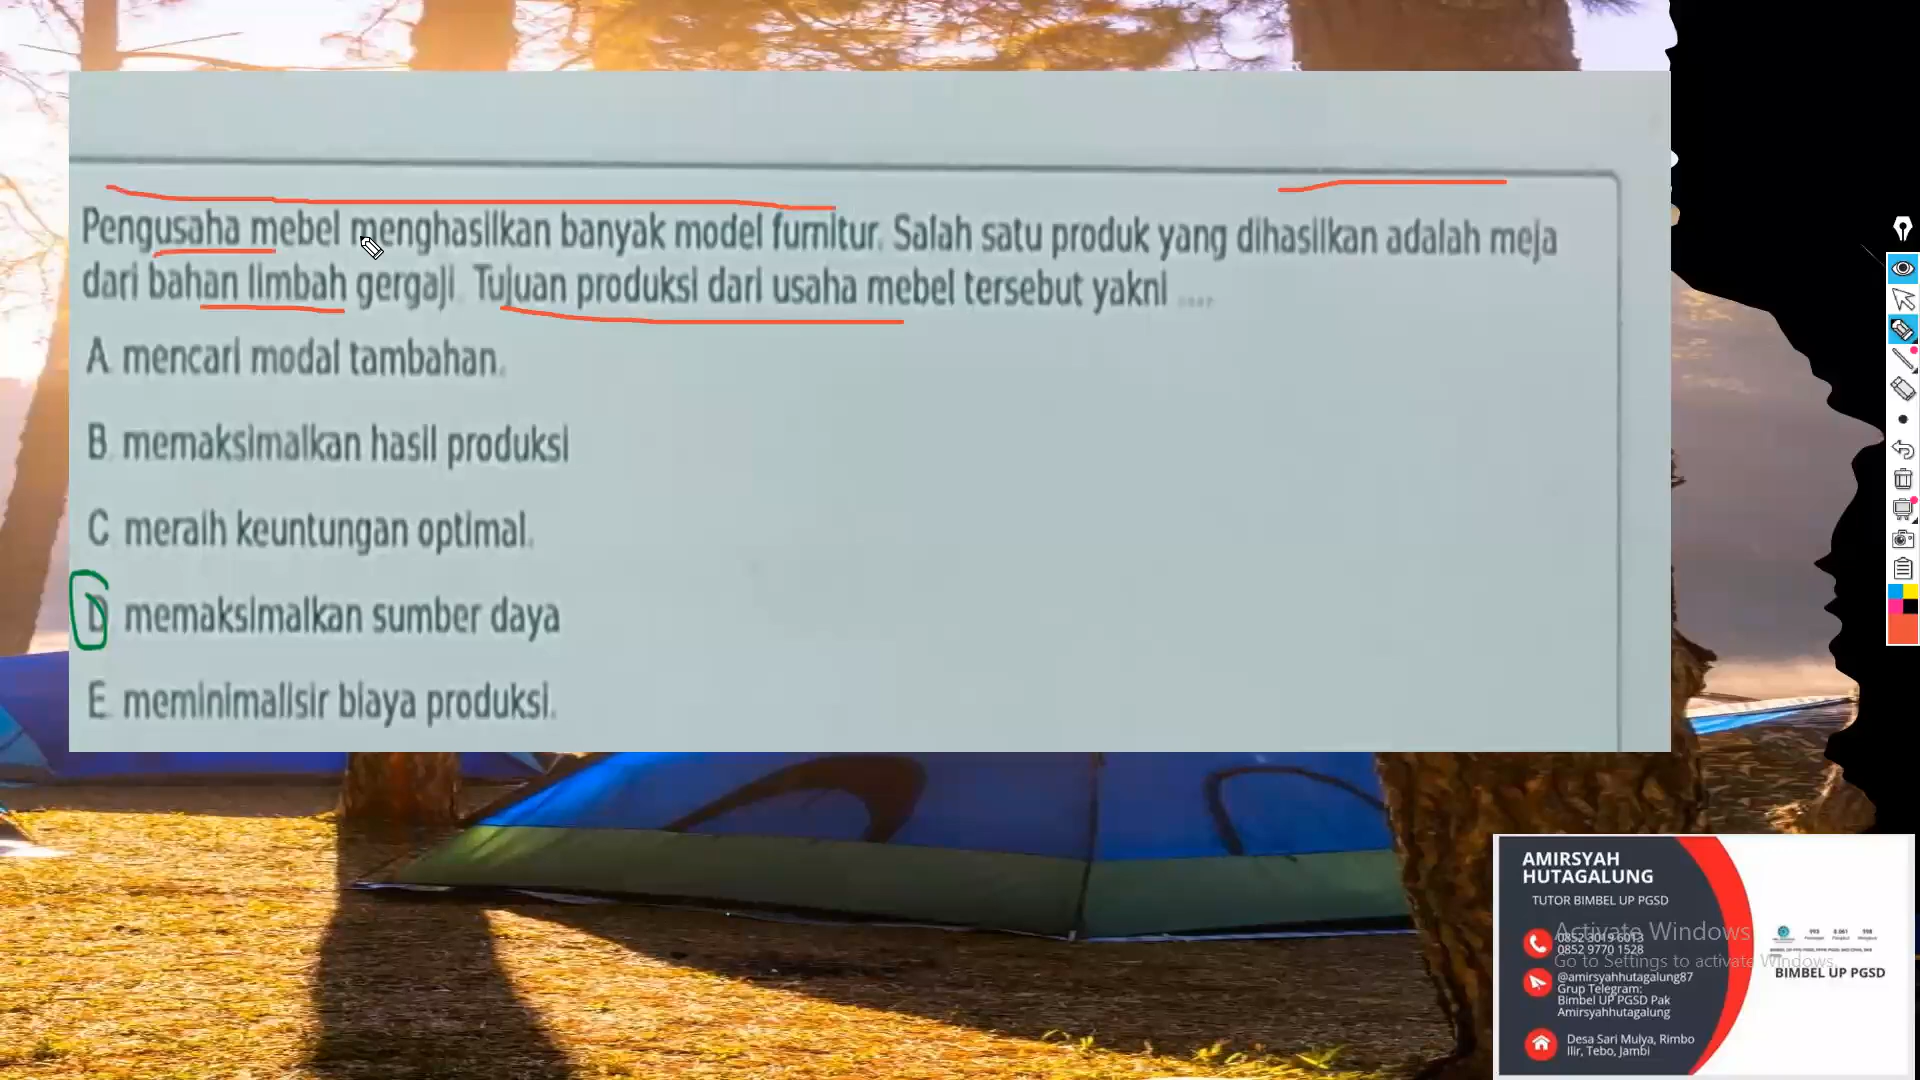 Pengusaha mebel menghasilkan banyak model furnitur. Salah satu produk yang dihasilkan adalah meja
dari bahan limbah gergaji. Tujuan produksi dari usaha mebel tersebut yakni ....
A. mencari modal tambahan.
B. memaksimalkan hasil produksi
C. meraih keuntungan optimal.
D. memaksimalkan sumber daya
E. meminimalisir biaya produksi.
AMIRSYAH
HUTAGALUNG
TUTOR BIMBEL UP PGSD
0852 3019 6013
0852 9770 1528
@amirsyahhutagalung87
Grup Telegram:
Bimbel UP PGSD Pak
Amirsyahhutagalung
Desa Sari Mulya, Rimbo
Ilir, Tebo, Jambi
BIMBEL UP PGSD
Activate Windows
Go to Settings to activate Windows.